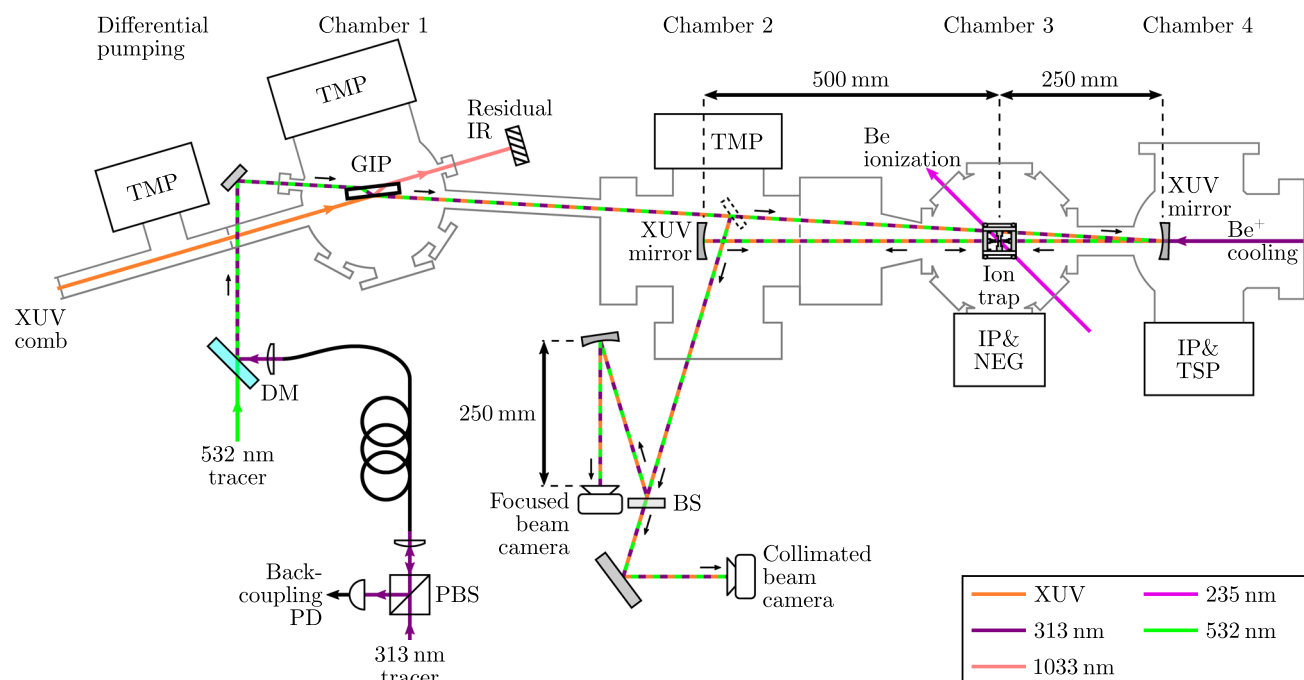 Differential
pumping
Chamber 1
Chamber 2
Chamber 3
Chamber 4
TMP
TMP
GIP
Residual
IR
TMP
500 mm
250 mm
Be
ionization
XUV
mirror
XUV
mirror
Be⁺
cooling
Ion
trap
XUV
comb
DM
532 nm
tracer
250 mm
IP&
NEG
IP&
TSP
Focused
beam
camera
BS
Collimated
beam
camera
Back-
coupling
PD
PBS
313 nm
tracer
XUV
313 nm
1033 nm
235 nm
532 nm